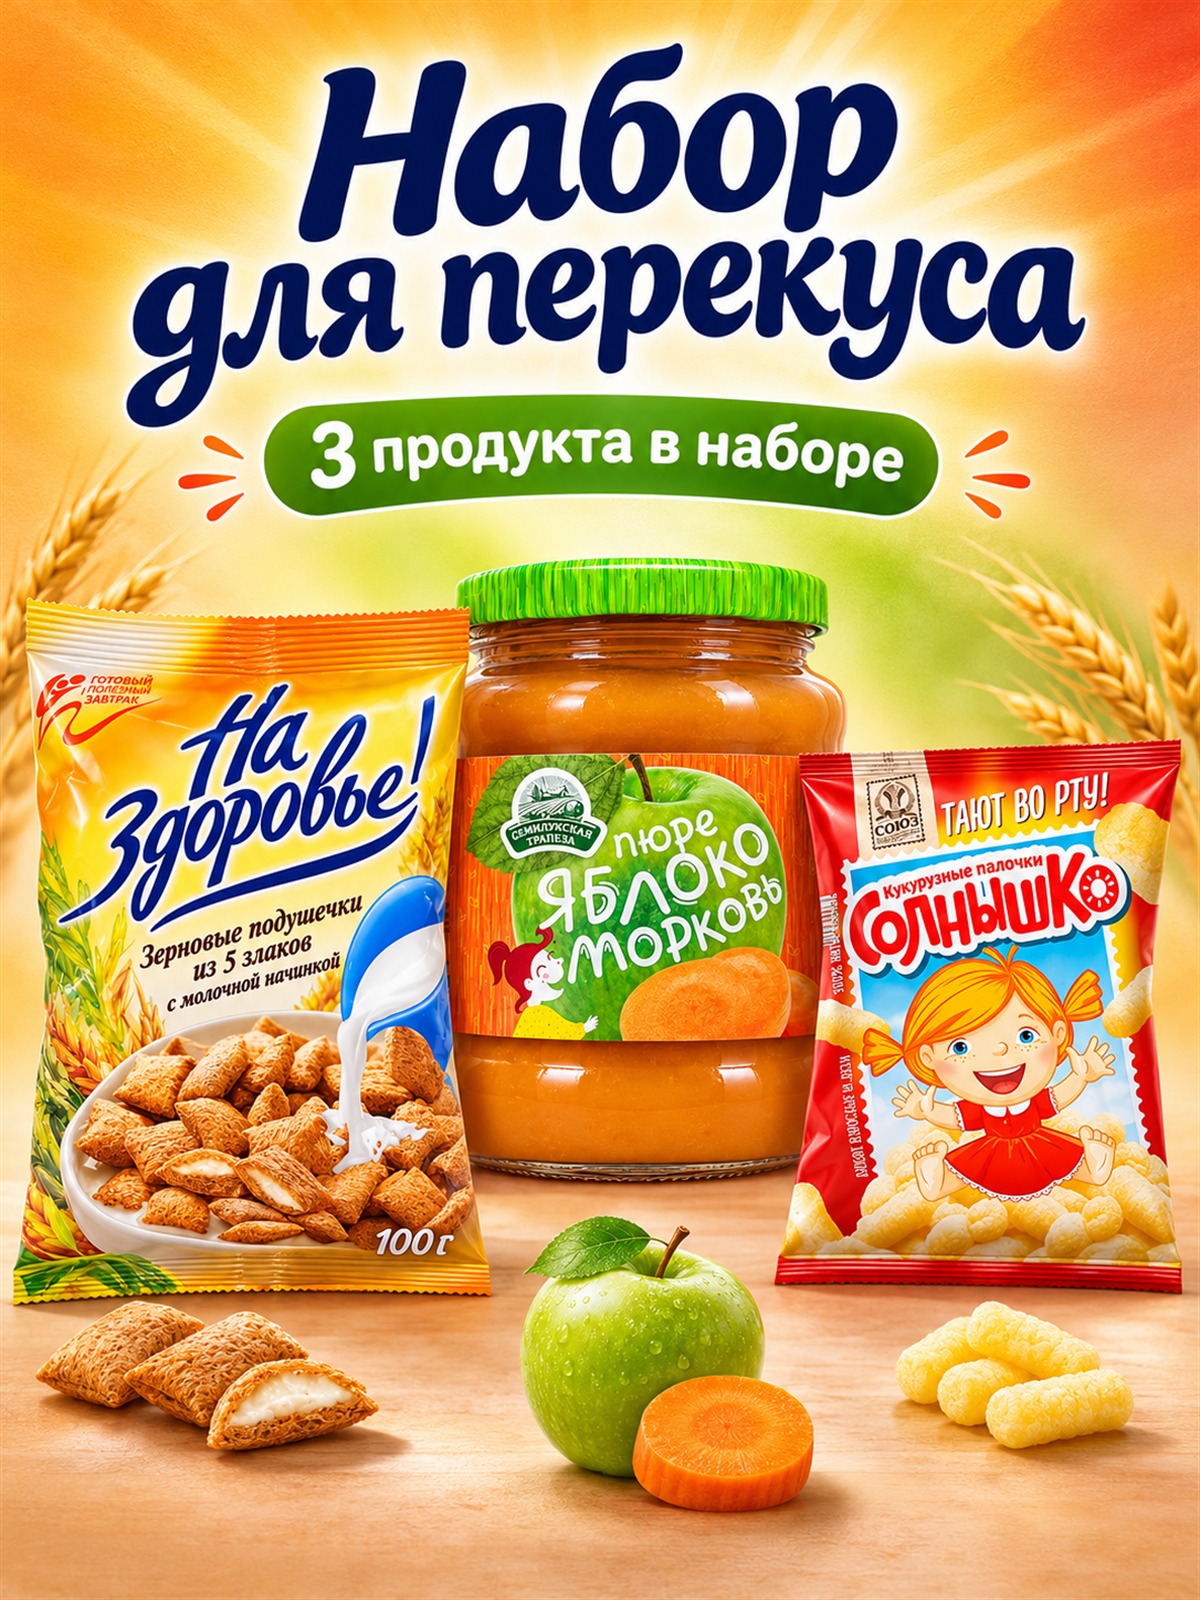 Набор
для перекуса
3 продукта в наборе
ГОТОВЫЙ
ПОЛЕЗНЫЙ
ЗАВТРАК
На
Здоровье!
Зерновые подушечки
из 5 злаков
с молочной начинкой
100 г
СЕМИЛУКСКАЯ
ТРАПЕЗА
ПЮРЕ
ЯБЛОКО
МОРКОВЬ
СОЮЗ
ТАЮТ ВО РТУ!
Кукурузные палочки
СОЛНЫШКО